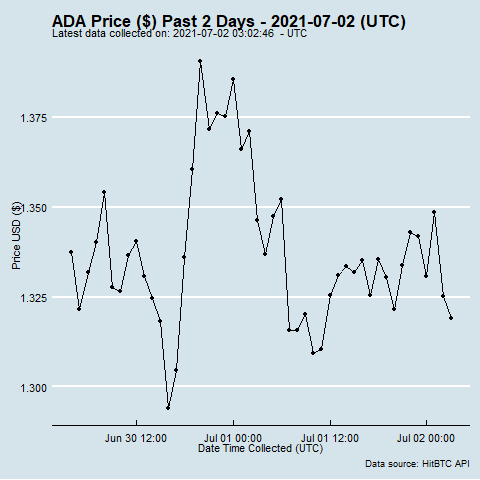 ADA Price ($) Past 2 Days - 2021-07-02 (UTC)
Latest data collected on: 2021-07-02 03:02:46 - UTC
1.375
1.350
1.325
1.300
Price USD ($)
Jun 30 12:00 Jul 01 00:00 Jul 01 12:00 Jul 02 00:00
Date Time Collected (UTC)
Data source: HitBTC API